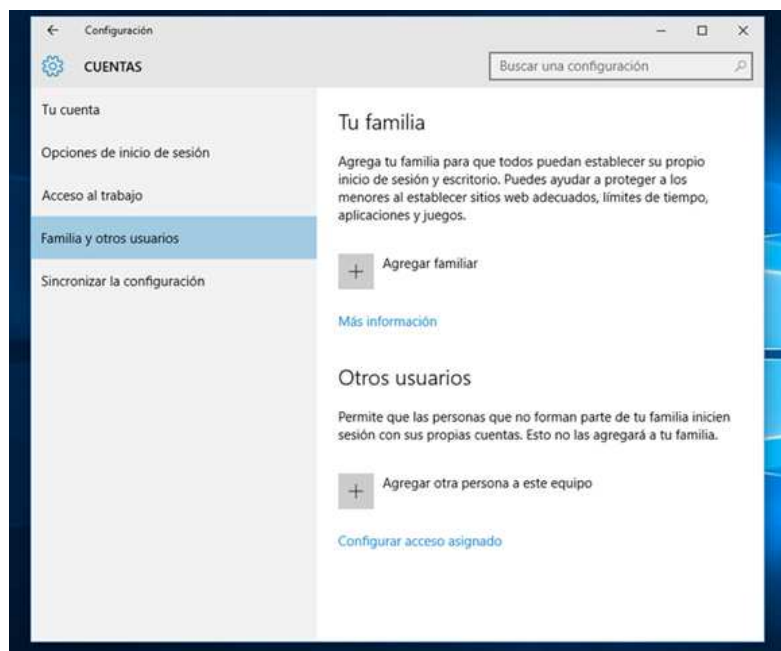 Configuración
CUENTAS
Buscar una configuración
Tu cuenta
Opciones de inicio de sesión
Acceso al trabajo
Familia y otros usuarios
Sincronizar la configuración
Tu familia
Agrega tu familia para que todos puedan establecer su propio
inicio de sesión y escritorio. Puedes ayudar a proteger a los
menores al establecer sitios web adecuados, límites de tiempo,
aplicaciones y juegos.
Agregar familiar
Más información
Otros usuarios
Permite que las personas que no forman parte de tu familia inicien
sesión con sus propias cuentas. Esto no las agregará a tu familia.
Agregar otra persona a este equipo
Configurar acceso asignado